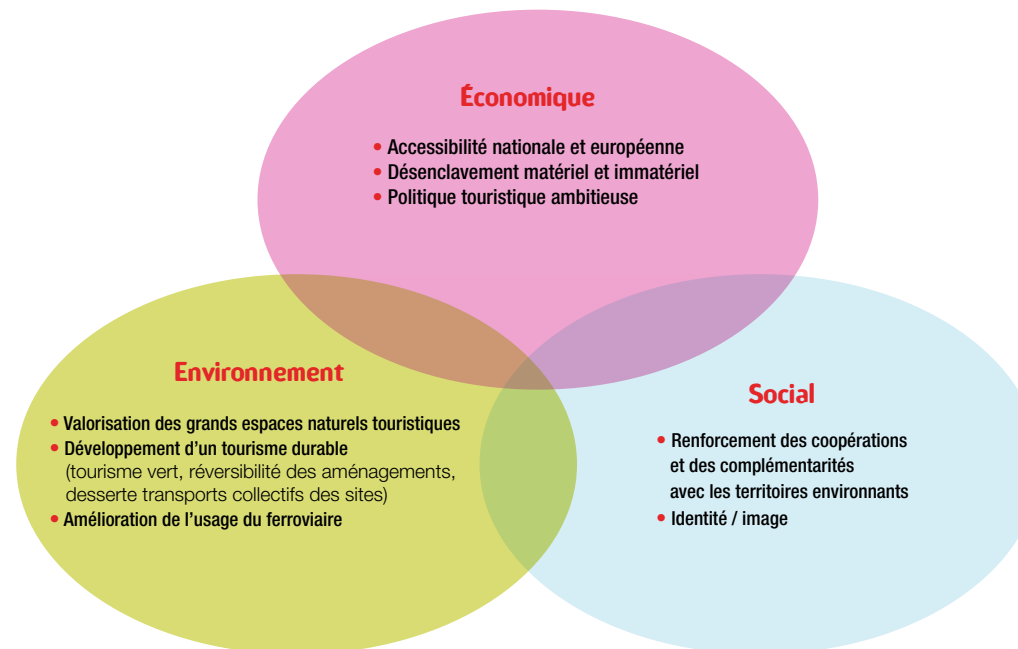 Économique
• Accessibilité nationale et européenne
• Désenclavement matériel et immatériel
• Politique touristique ambitieuse
Environnement
• Valorisation des grands espaces naturels touristiques
• Développement d'un tourisme durable
(tourisme vert, réversibilité des aménagements,
desserte transports collectifs des sites)
• Amélioration de l'usage du ferroviaire
Social
• Renforcement des coopérations
et des complémentarités
avec les territoires environnants
• Identité / image